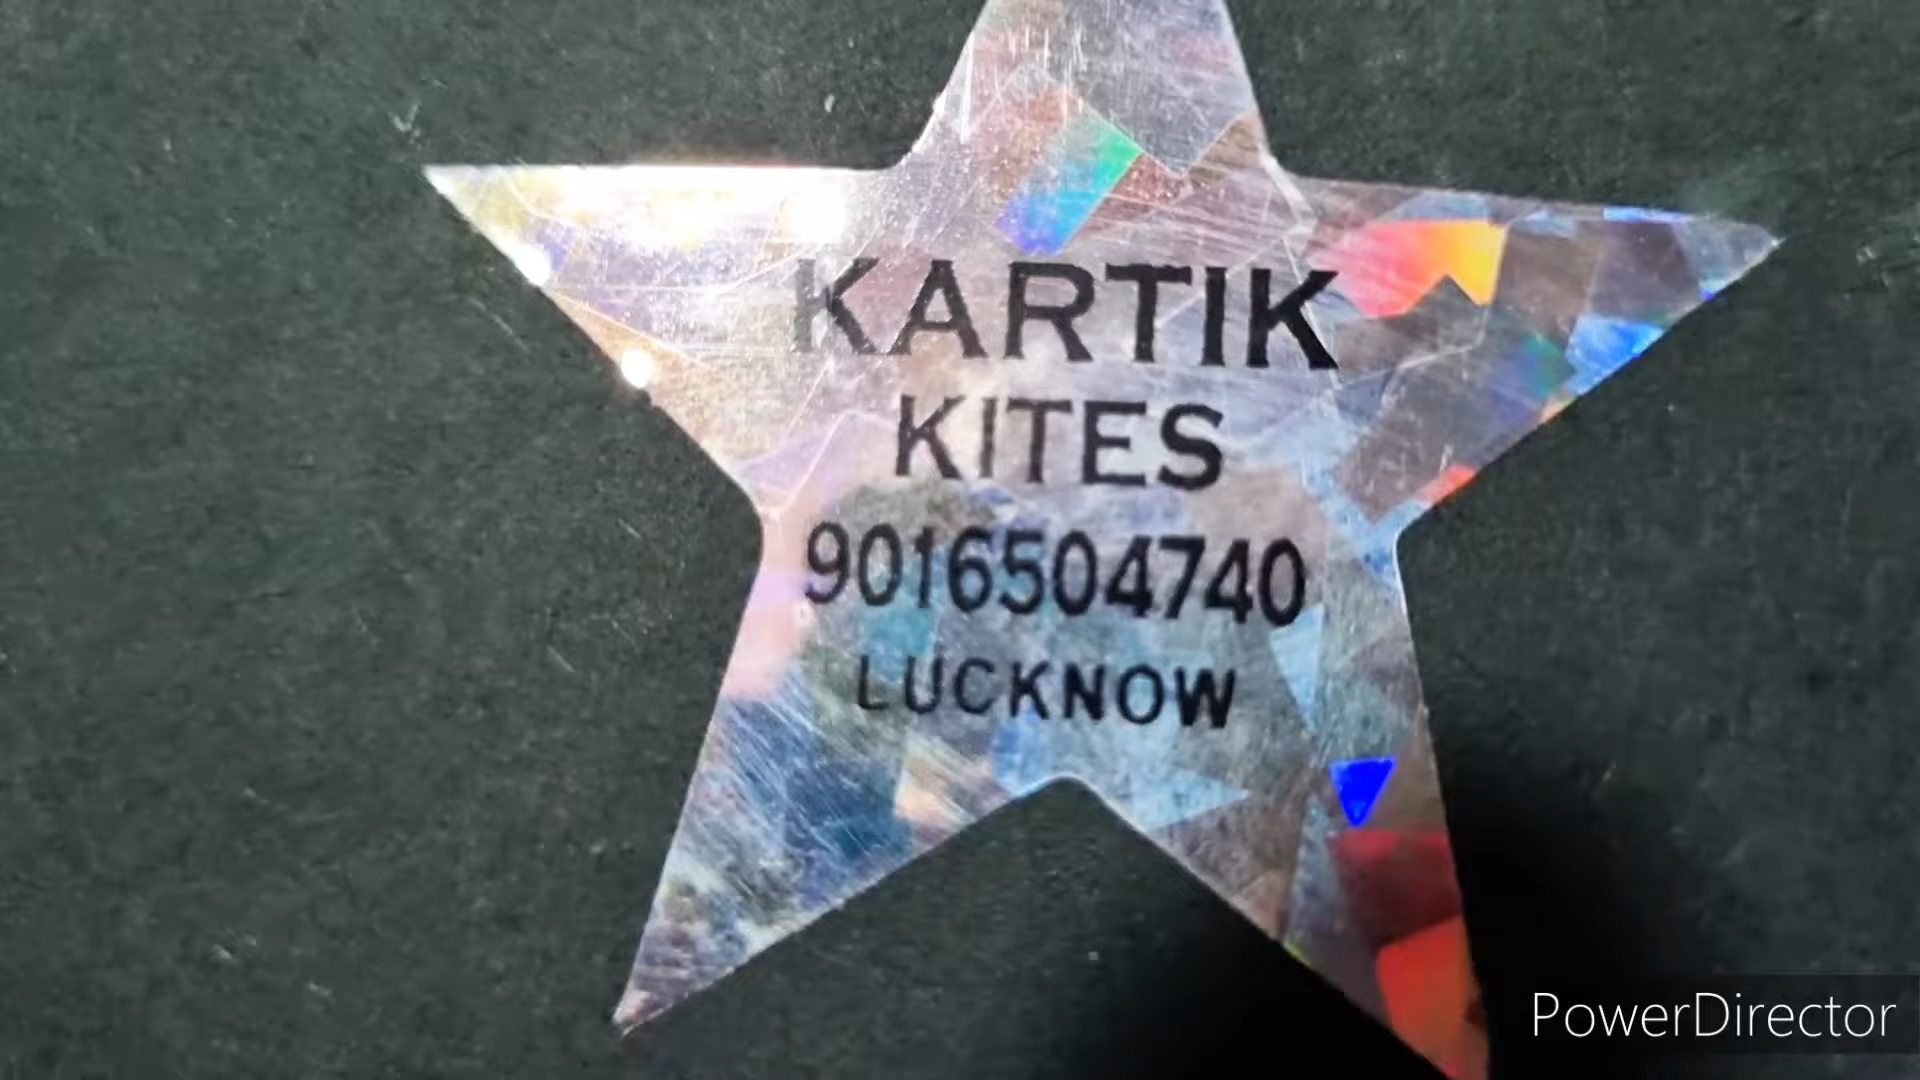 KARTIK
KITES
9016504740
LUCKNOW
PowerDirector